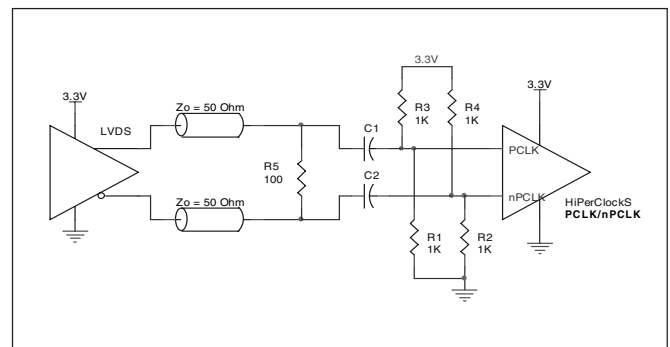 3.3V
3.3V
3.3V
Zo = 50 Ohm
LVDS
R3
1K
R4
1K
C1
PCLK
R5
100
C2
nPCLK
Zo = 50 Ohm
HiPerClockS
PCLK/nPCLK
R1
1K
R2
1K